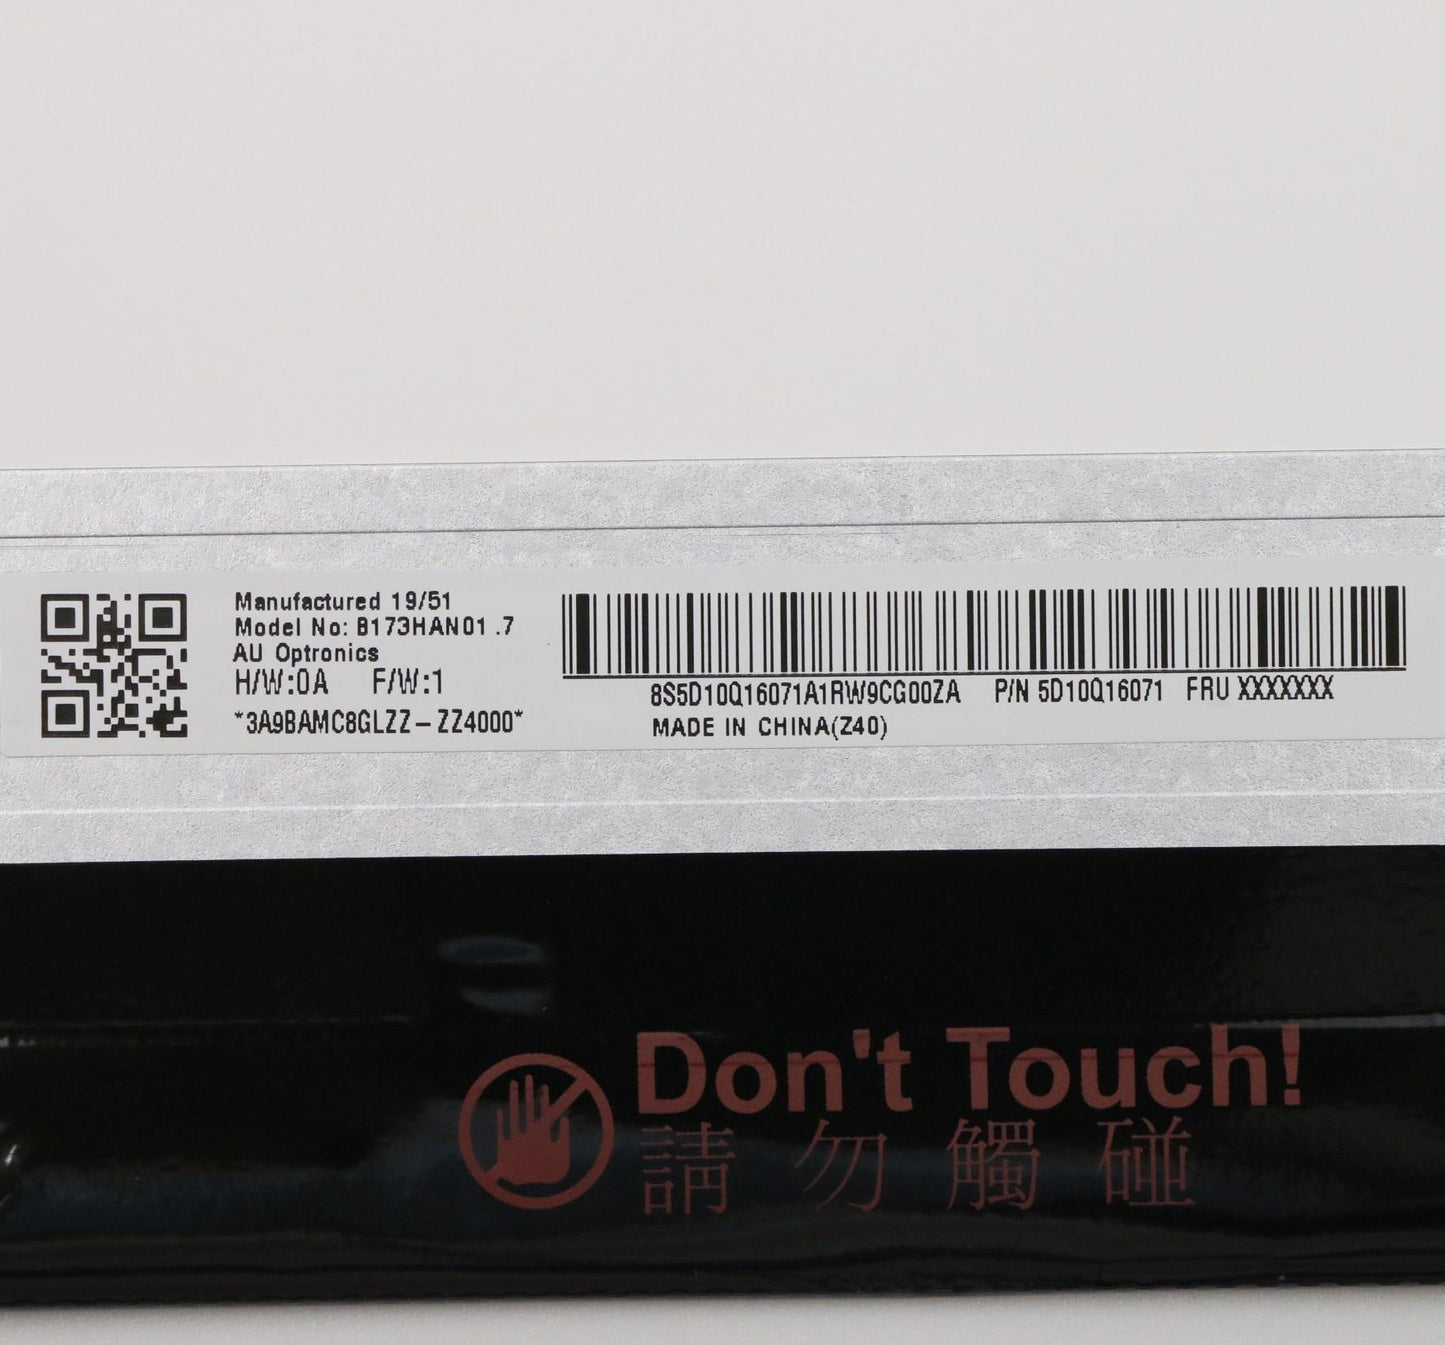 Manufactured 19/51
Model No: B173HAN01.7
AU Optronics
H/W:0A F/W:1
*3A9BAMC8GLZZ-ZZ4000*
8S5D10Q16071A1RW9CG00ZA P/N 5D10Q16071 FRU XXXXXXX
MADE IN CHINA(Z40)
Don't Touch!
請勿觸碰